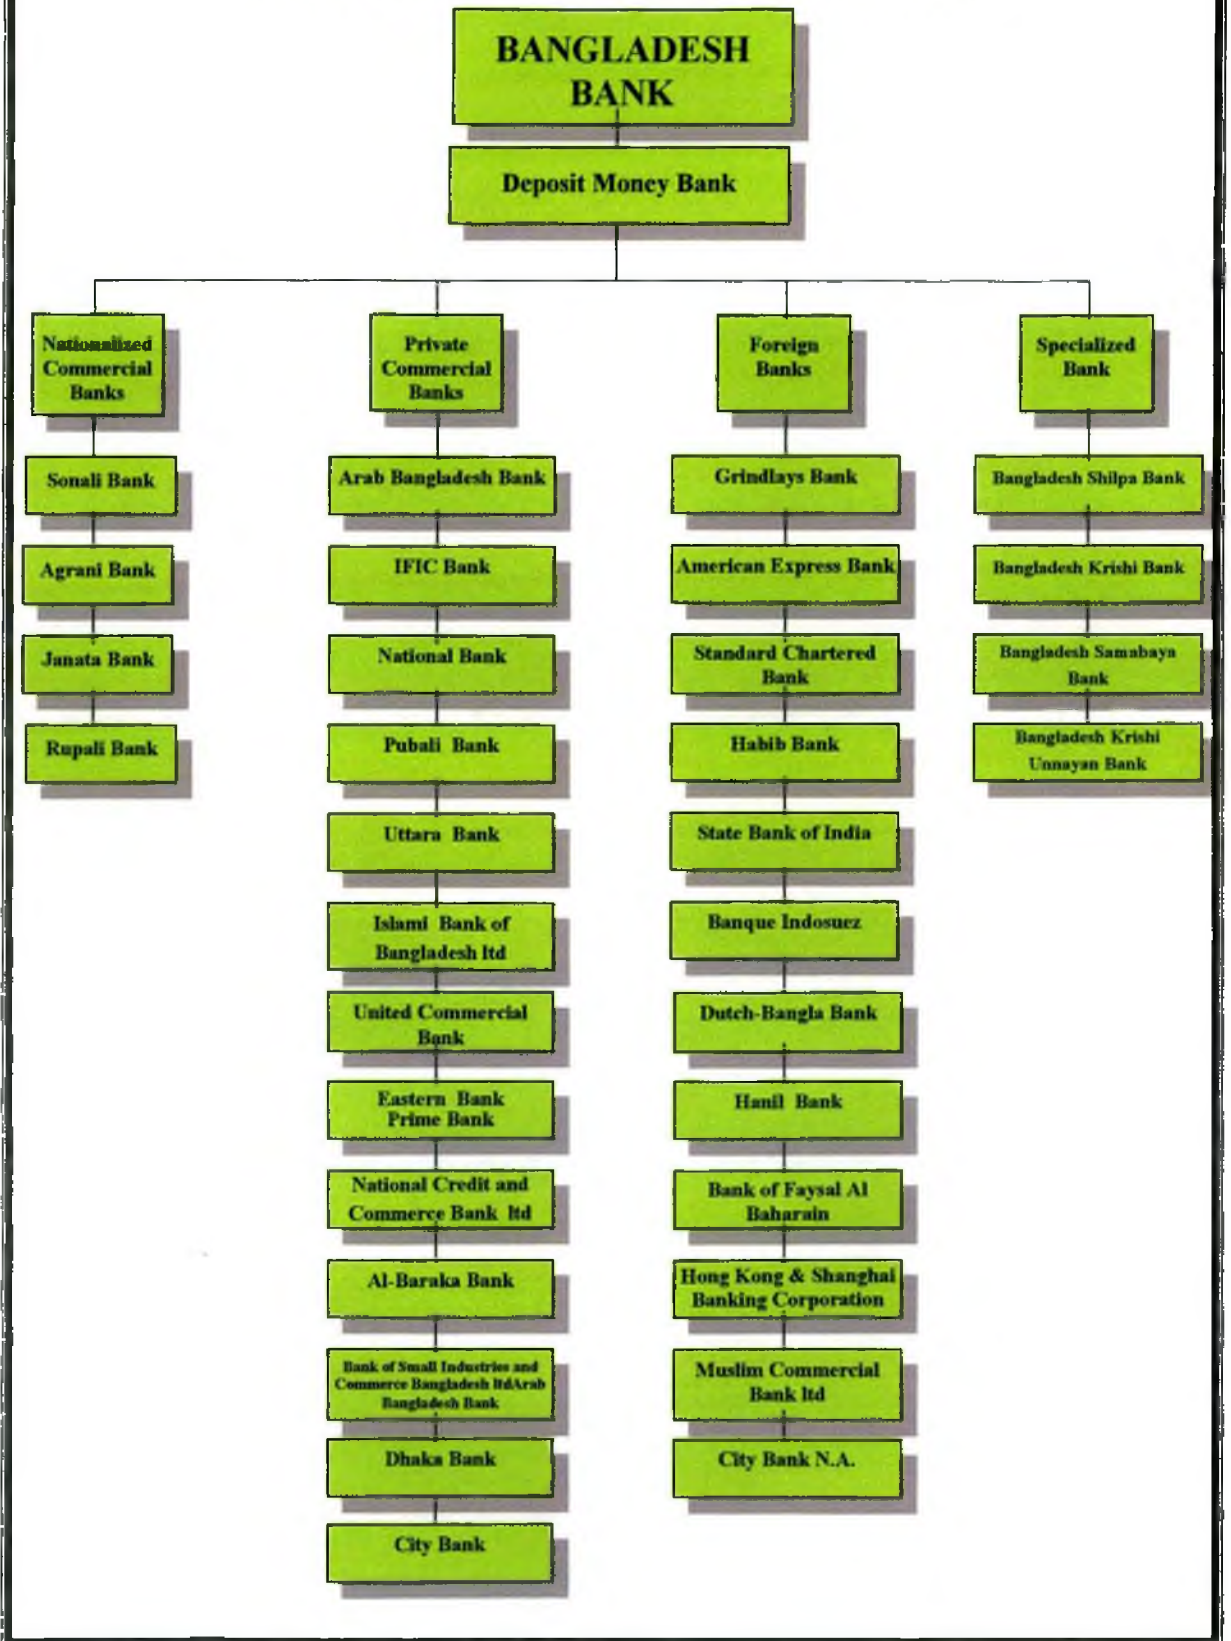 BANGLADESH
BANK
Deposit Money Bank
Nationalized
Commercial
Banks
Sonali Bank
Agrani Bank
Janata Bank
Rupali Bank
Private
Commercial
Banks
Arab Bangladesh Bank
IFIC Bank
National Bank
Pubali Bank
Uttara Bank
Islami Bank of
Bangladesh ltd
United Commercial
Bank
Eastern Bank
Prime Bank
National Credit and
Commerce Bank ltd
Al-Baraka Bank
Bank of Small Industries and
Commerce Bangladesh ltdArab
Bangladesh Bank
Dhaka Bank
City Bank
Foreign
Banks
Grindlays Bank
American Express Bank
Standard Chartered
Bank
Habib Bank
State Bank of India
Banque Indosuez
Dutch-Bangla Bank
Hanil Bank
Bank of Faysal Al
Baharain
Hong Kong & Shanghai
Banking Corporation
Muslim Commercial
Bank ltd
City Bank N.A.
Specialized
Bank
Bangladesh Shilpa Bank
Bangladesh Krishi Bank
Bangladesh Samabaya
Bank
Bangladesh Krishi
Unnayan Bank